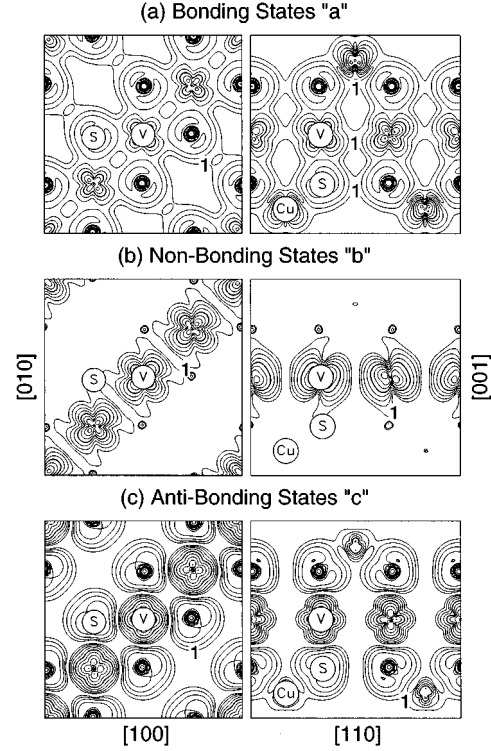 (a) Bonding States "a"
S
V
1
1
V
1
S
1
Cu
(b) Non-Bonding States "b"
[010]
S
V
1
V
S
1
Cu
[001]
(c) Anti-Bonding States "c"
S
V
1
V
S
Cu
1
[100]
[110]